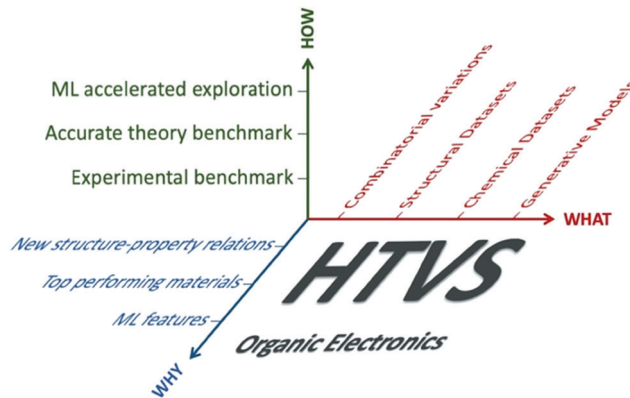 HOW
ML accelerated exploration
Accurate theory benchmark
Experimental benchmark
Combinatorial variations
Structural Datasets
Chemical Datasets
Generative Models
WHAT
New structure-property relations
Top performing materials
ML features
WHY
HTVS
Organic Electronics